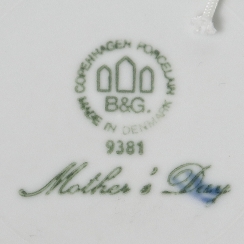 COPENHAGEN PORCELAIN
B&G.
MADE IN DENMARK
9381
Mother's Day